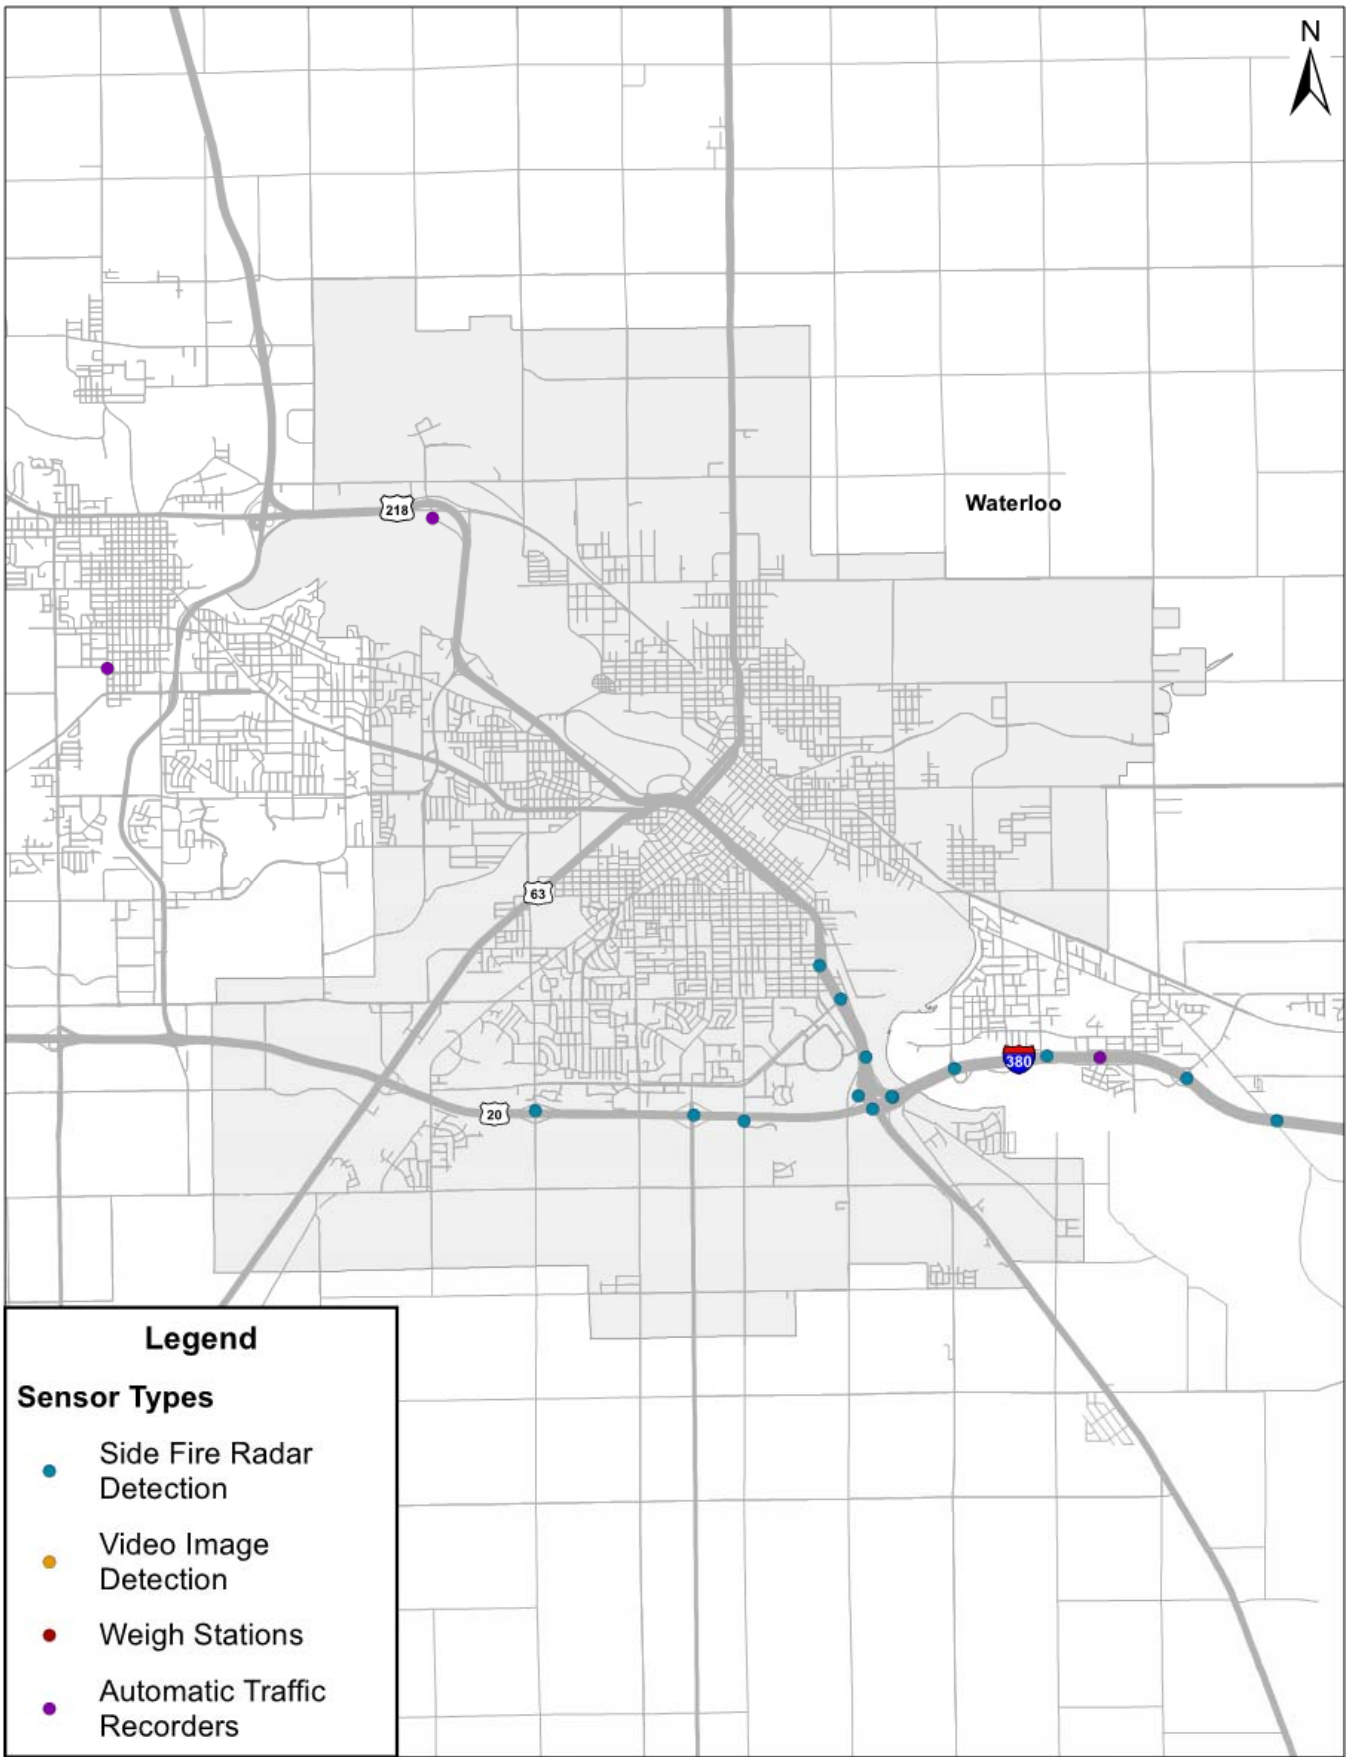 N
Waterloo
218
63
380
20
Legend
Sensor Types
Side Fire Radar
Detection
Video Image
Detection
Weigh Stations
Automatic Traffic
Recorders